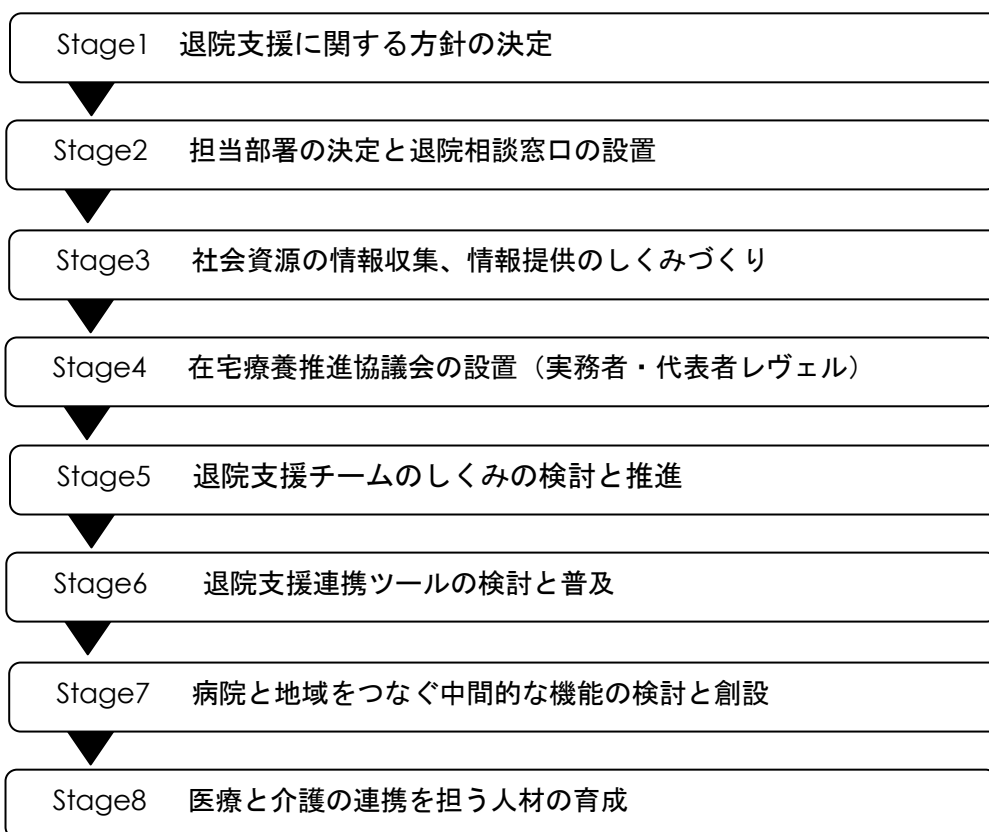 Stage1 退院支援に関する方針の決定
Stage2 担当部署の決定と退院相談窓口の設置
Stage3 社会資源の情報収集、情報提供のしくみづくり
Stage4 在宅療養推進協議会の設置（実務者・代表者レヴェル）
Stage5 退院支援チームのしくみの検討と推進
Stage6 退院支援連携ツールの検討と普及
Stage7 病院と地域をつなぐ中間的な機能の検討と創設
Stage8 医療と介護の連携を担う人材の育成